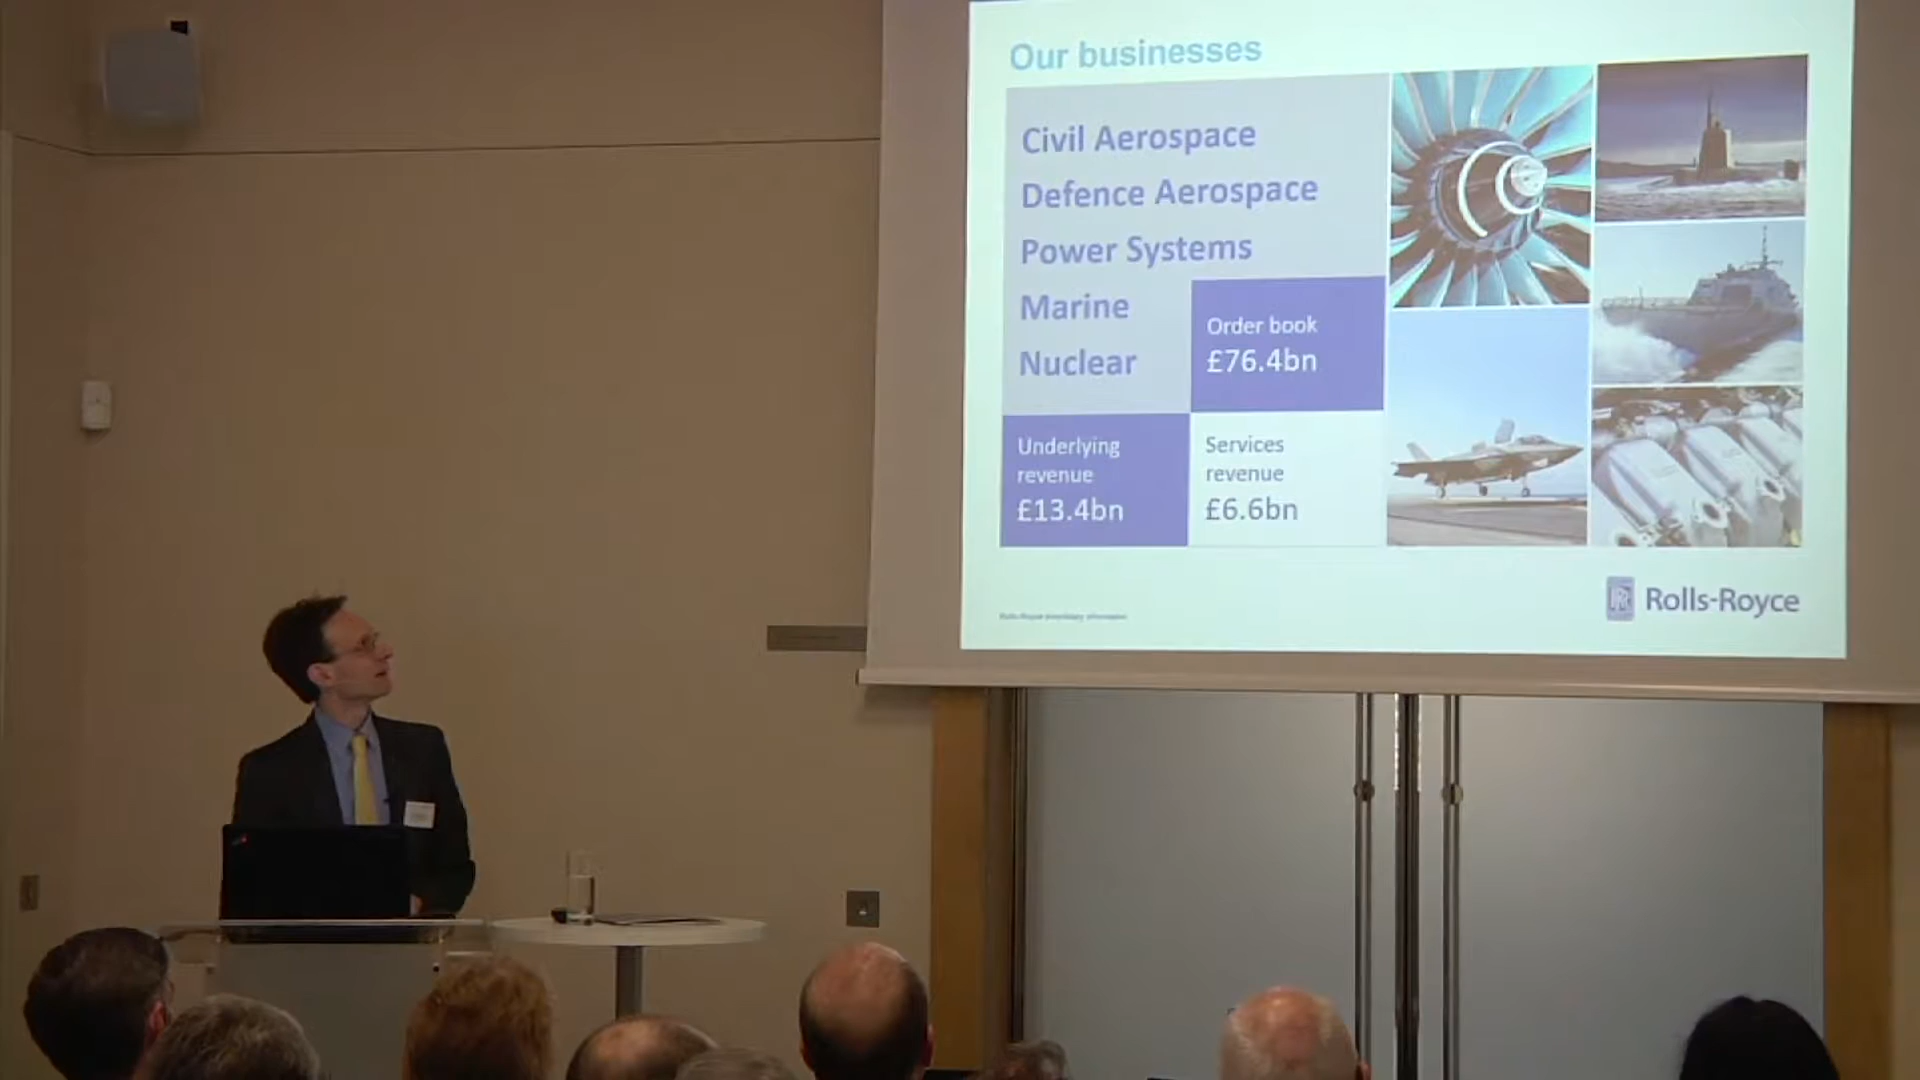 Our businesses
Civil Aerospace
Defence Aerospace
Power Systems
Marine
Nuclear
Order book
£76.4bn
Underlying
revenue
£13.4bn
Services
revenue
£6.6bn
Rolls-Royce